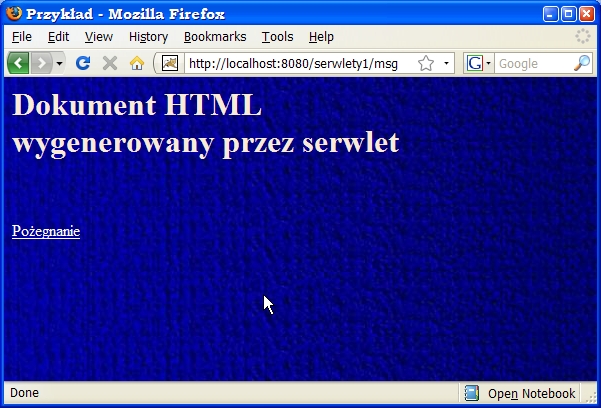 Przykład - Mozilla Firefox
File Edit View History Bookmarks Tools Help
http://localhost:8080/serwlety1/msg G Google
Dokument HTML
wygenerowany przez serwlet
Pożegnanie
Done Open Notebook